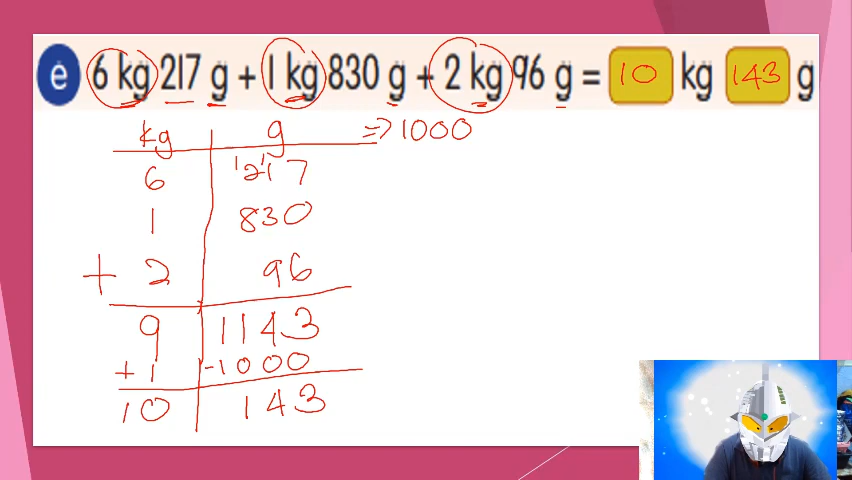 e 6 kg 217 g + 1 kg 830 g + 2 kg 96 g = 10 kg 143 g
kg g => 1000
6 217
1 830
+ 2 96
9 1143
+ 1 - 1000
10 143